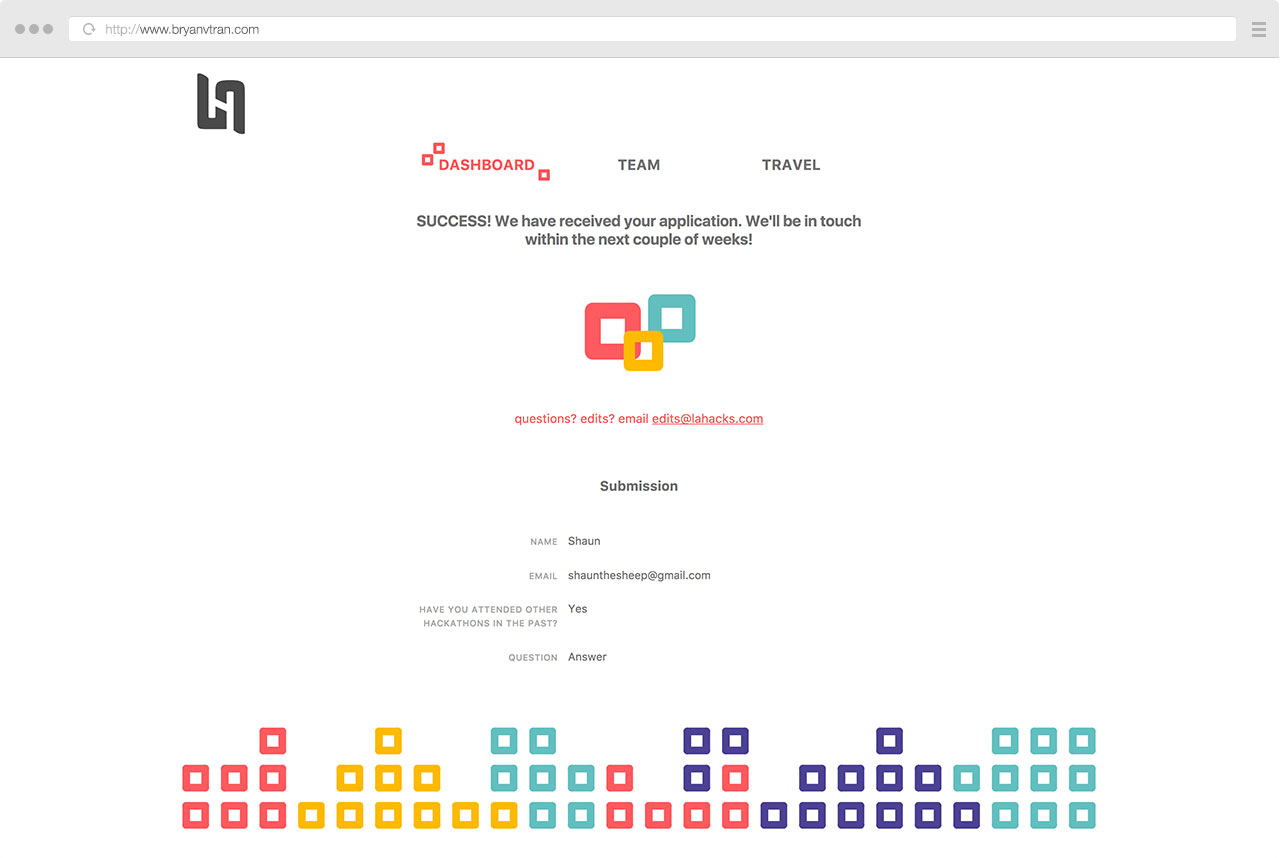 http://www.bryanvtran.com
DASHBOARD TEAM TRAVEL
SUCCESS! We have received your application. We'll be in touch
within the next couple of weeks!
questions? edits? email edits@lahacks.com
Submission
NAME Shaun
EMAIL shaunthesheep@gmail.com
HAVE YOU ATTENDED OTHER Yes
HACKATHONS IN THE PAST?
QUESTION Answer